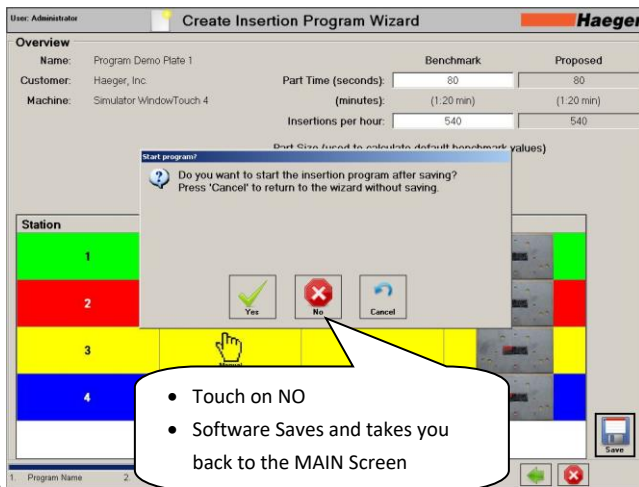 User: Administrator
Create Insertion Program Wizard
Haeger
Overview
Name: Program Demo Plate 1
Benchmark Proposed
Customer: Haeger, Inc.
Part Time (seconds): 80 80
Machine: Simulator WindowTouch 4
(minutes): (1:20 min) (1:20 min)
Insertions per hour: 540 540
Part Size (used to calculate default benchmark values)
Start program?
Do you want to start the insertion program after saving?
Press 'Cancel' to return to the wizard without saving.
Yes No Cancel
Station
1
2
3
Manual
4
• Touch on NO
• Software Saves and takes you
back to the MAIN Screen
Save
1. Program Name 2.